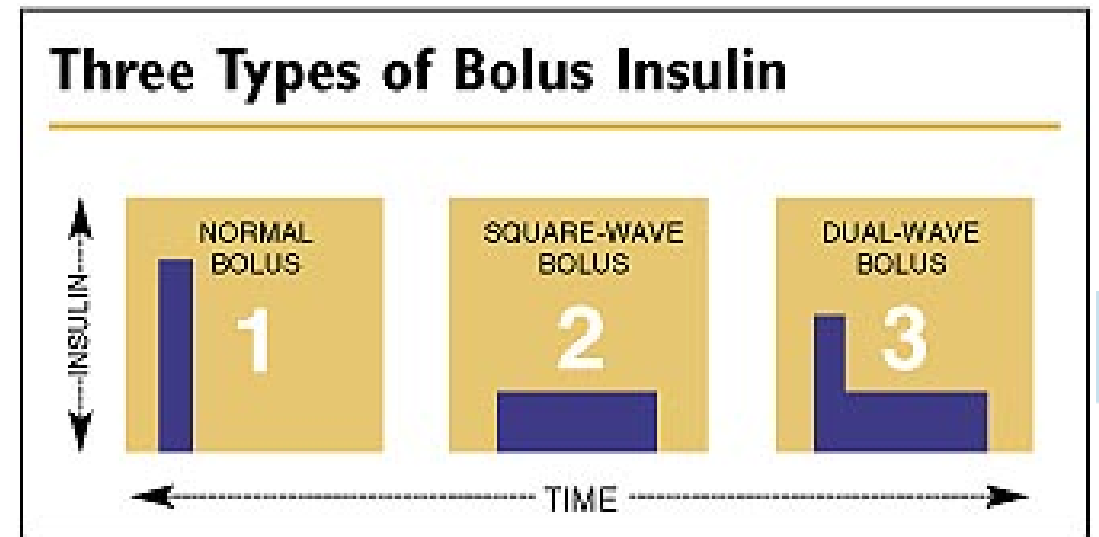 Three Types of Bolus Insulin
NORMAL
BOLUS
1
SQUARE-WAVE
BOLUS
2
DUAL-WAVE
BOLUS
3
INSULIN
TIME